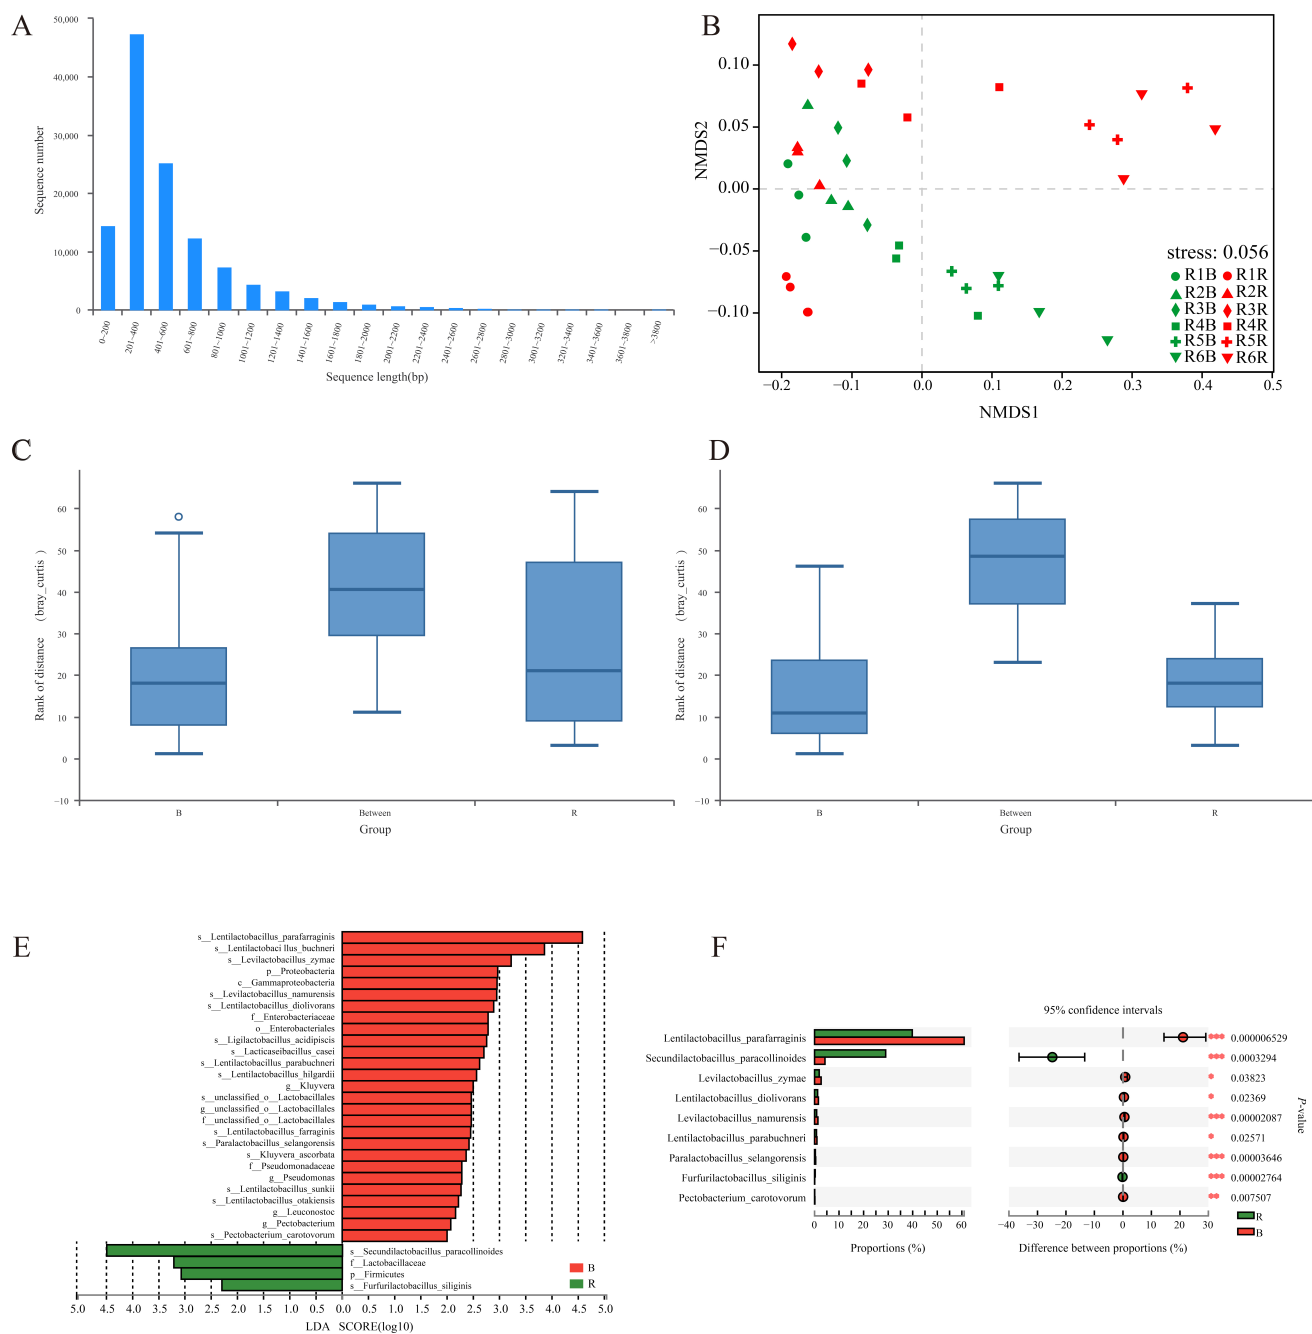 A
50,000
40,000
30,000
20,000
10,000
0
Sequence number
0~200
201~400
401~600
601~800
801~1000
1001~1200
1201~1400
1401~1600
1601~1800
1801~2000
2001~2200
2201~2400
2401~2600
2601~2800
2801~3000
3001~3200
3201~3400
3401~3600
3601~3800
>3800
Sequence length(bp)
B
0.10
0.05
0.00
−0.05
−0.10
NMDS2
stress: 0.056
R1B R1R
R2B R2R
R3B R3R
R4B R4R
R5B R5R
R6B R6R
−0.2 −0.1 0.0 0.1 0.2 0.3 0.4 0.5
NMDS1
C
60
50
40
30
20
10
0
−10
Rank of distance （bray_curtis ）
B Between R
Group
D
60
50
40
30
20
10
0
−10
Rank of distance （bray_curtis ）
B Between R
Group
E
s__Lentilactobacillus_parafarraginis
s__Lentilactobaci llus_buchneri
s__Levilactobacillus_zymae
p__Proteobacteria
c__Gammaproteobacteria
s__Levilactobacillus_namurensis
s__Lentilactobacillus_diolivorans
f__Enterobacteriaceae
o__Enterobacteriales
s__Ligilactobacillus_acidipiscis
s__Lacticaseibacillus_casei
s__Lentilactobacillus_parabuchneri
s__Lentilactobacillus_hilgardii
g__Kluyvera
s__unclassified_o__Lactobacillales
g__unclassified_o__Lactobacillales
f__unclassified_o__Lactobacillales
s__Lentilactobacillus_farraginis
s__Paralactobacillus_selangorensis
s__Kluyvera_ascorbata
f__Pseudomonadaceae
g__Pseudomonas
s__Lentilactobacillus_sunkii
s__Lentilactobacillus_otakiensis
g__Leuconostoc
g__Pectobacterium
s__Pectobacterium_carotovorum
s__Secundilactobacillus_paracollinoides
f__Lactobacillaceae
p__Firmicutes
s__Furfurilactobacillus_siliginis
B
R
5.0 4.5 4.0 3.5 3.0 2.5 2.0 1.5 1.0 0.5 0.0 0.5 1.0 1.5 2.0 2.5 3.0 3.5 4.0 4.5 5.0
LDA SCORE(log10)
F
95% confidence intervals
Lentilactobacillus_parafarraginis *** 0.000006529
Secundilactobacillus_paracollinoides *** 0.0003294
Levilactobacillus_zymae * 0.03823
Lentilactobacillus_diolivorans * 0.02369
Levilactobacillus_namurensis *** 0.00002087
Lentilactobacillus_parabuchneri * 0.02571
Paralactobacillus_selangorensis *** 0.00003646
Furfurilactobacillus_siliginis *** 0.00002764
Pectobacterium_carotovorum ** 0.007507
P-value
R
B
0 10 20 30 40 50 60
−40 −30 −20 −10 0 10 20 30
Proportions (%)
Difference between proportions (%)